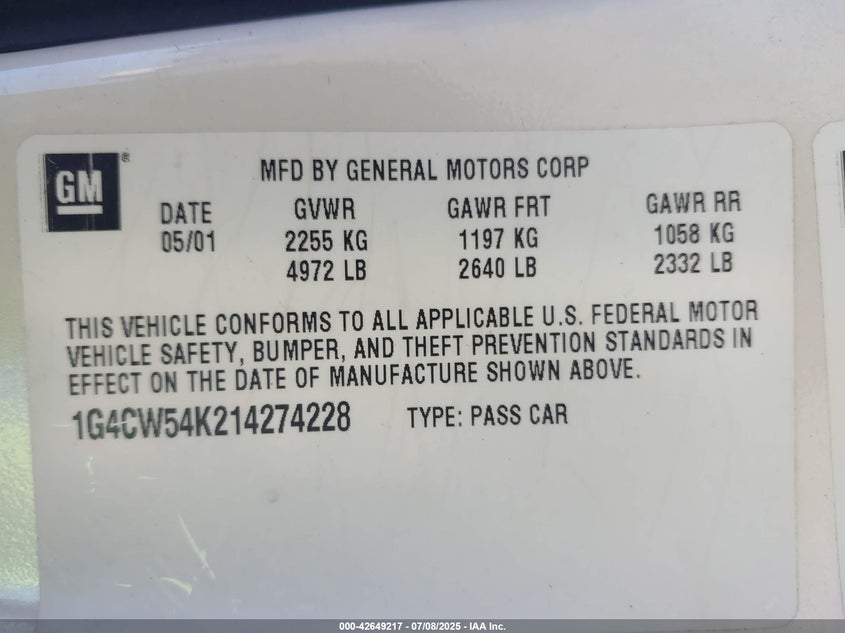 GM®
MFD BY GENERAL MOTORS CORP
DATE GVWR GAWR FRT GAWR RR
05/01 2255 KG 1197 KG 1058 KG
4972 LB 2640 LB 2332 LB
THIS VEHICLE CONFORMS TO ALL APPLICABLE U.S. FEDERAL MOTOR
VEHICLE SAFETY, BUMPER, AND THEFT PREVENTION STANDARDS IN
EFFECT ON THE DATE OF MANUFACTURE SHOWN ABOVE.
1G4CW54K214274228 TYPE: PASS CAR
000-42649217 - 07/08/2025 - IAA Inc.